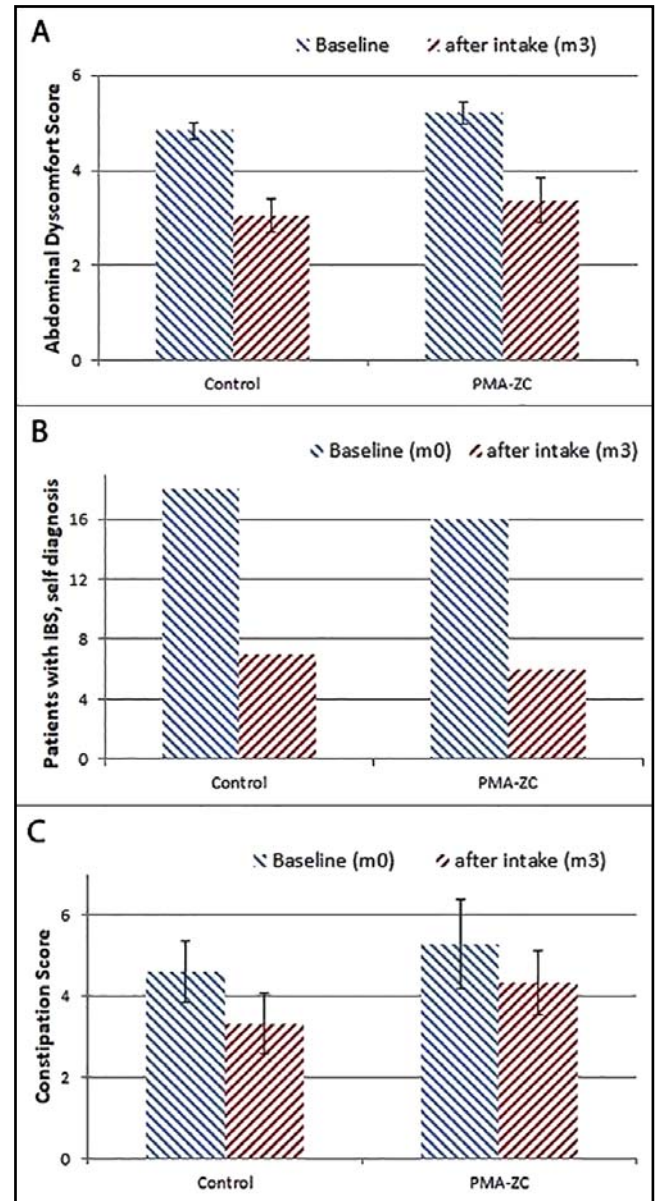 A
Baseline after intake (m3)
Abdominal Dyscomfort Score
6
4
2
0
Control PMA-ZC
B
Baseline (m0) after intake (m3)
Patients with IBS, self diagnosis
16
12
8
4
0
Control PMA-ZC
C
Baseline (m0) after intake (m3)
Constipation Score
6
4
2
0
Control PMA-ZC